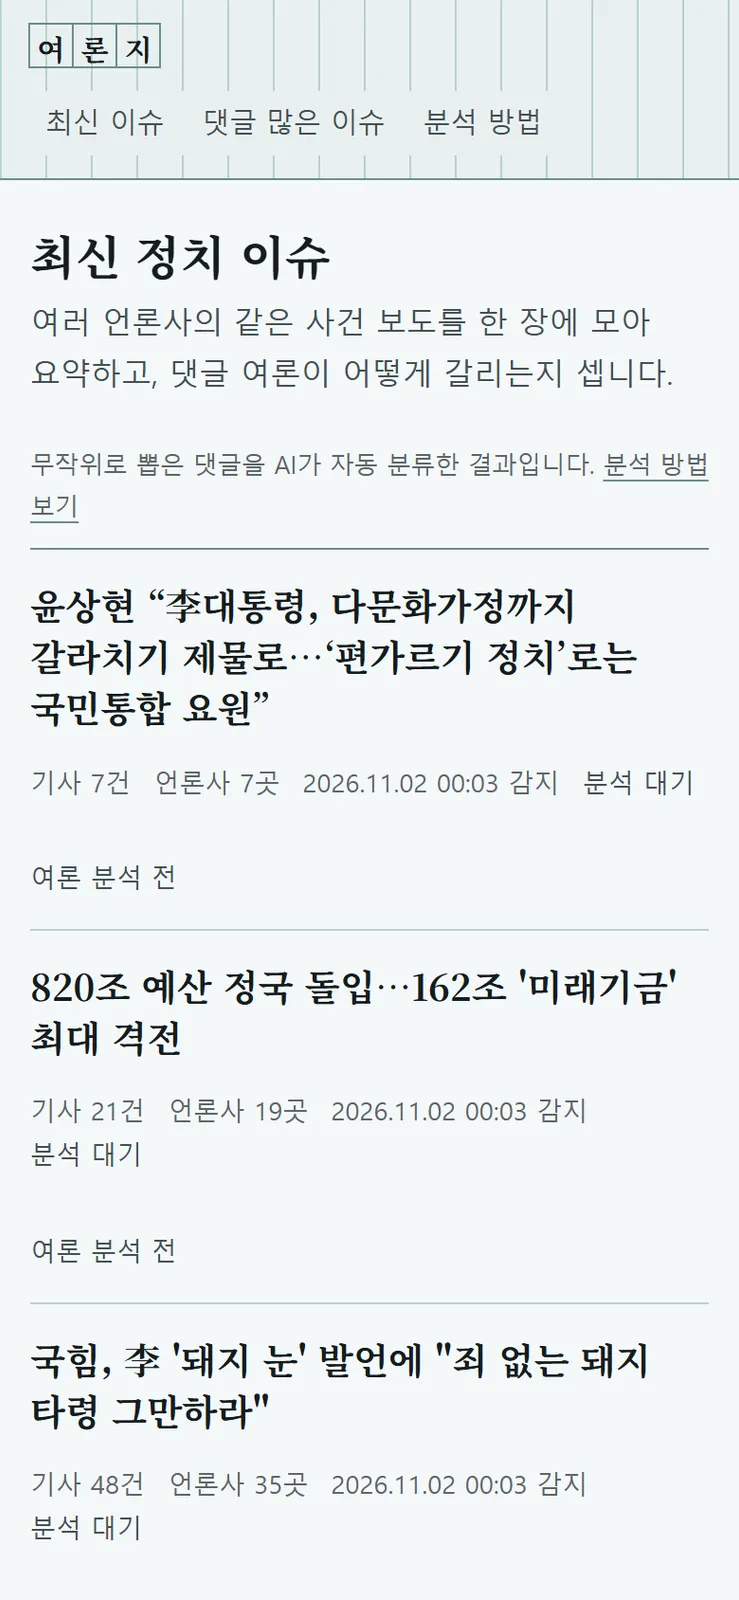 여론지
최신 이슈 댓글 많은 이슈 분석 방법
최신 정치 이슈
여러 언론사의 같은 사건 보도를 한 장에 모아
요약하고, 댓글 여론이 어떻게 갈리는지 셉니다.
무작위로 뽑은 댓글을 AI가 자동 분류한 결과입니다. 분석 방법
보기
윤상현 “李대통령, 다문화가정까지
갈라치기 제물로…‘편가르기 정치’로는
국민통합 요원”
기사 7건 언론사 7곳 2026.11.02 00:03 감지 분석 대기
여론 분석 전
820조 예산 정국 돌입…162조 '미래기금'
최대 격전
기사 21건 언론사 19곳 2026.11.02 00:03 감지
분석 대기
여론 분석 전
국힘, 李 '돼지 눈' 발언에 "죄 없는 돼지
타령 그만하라"
기사 48건 언론사 35곳 2026.11.02 00:03 감지
분석 대기